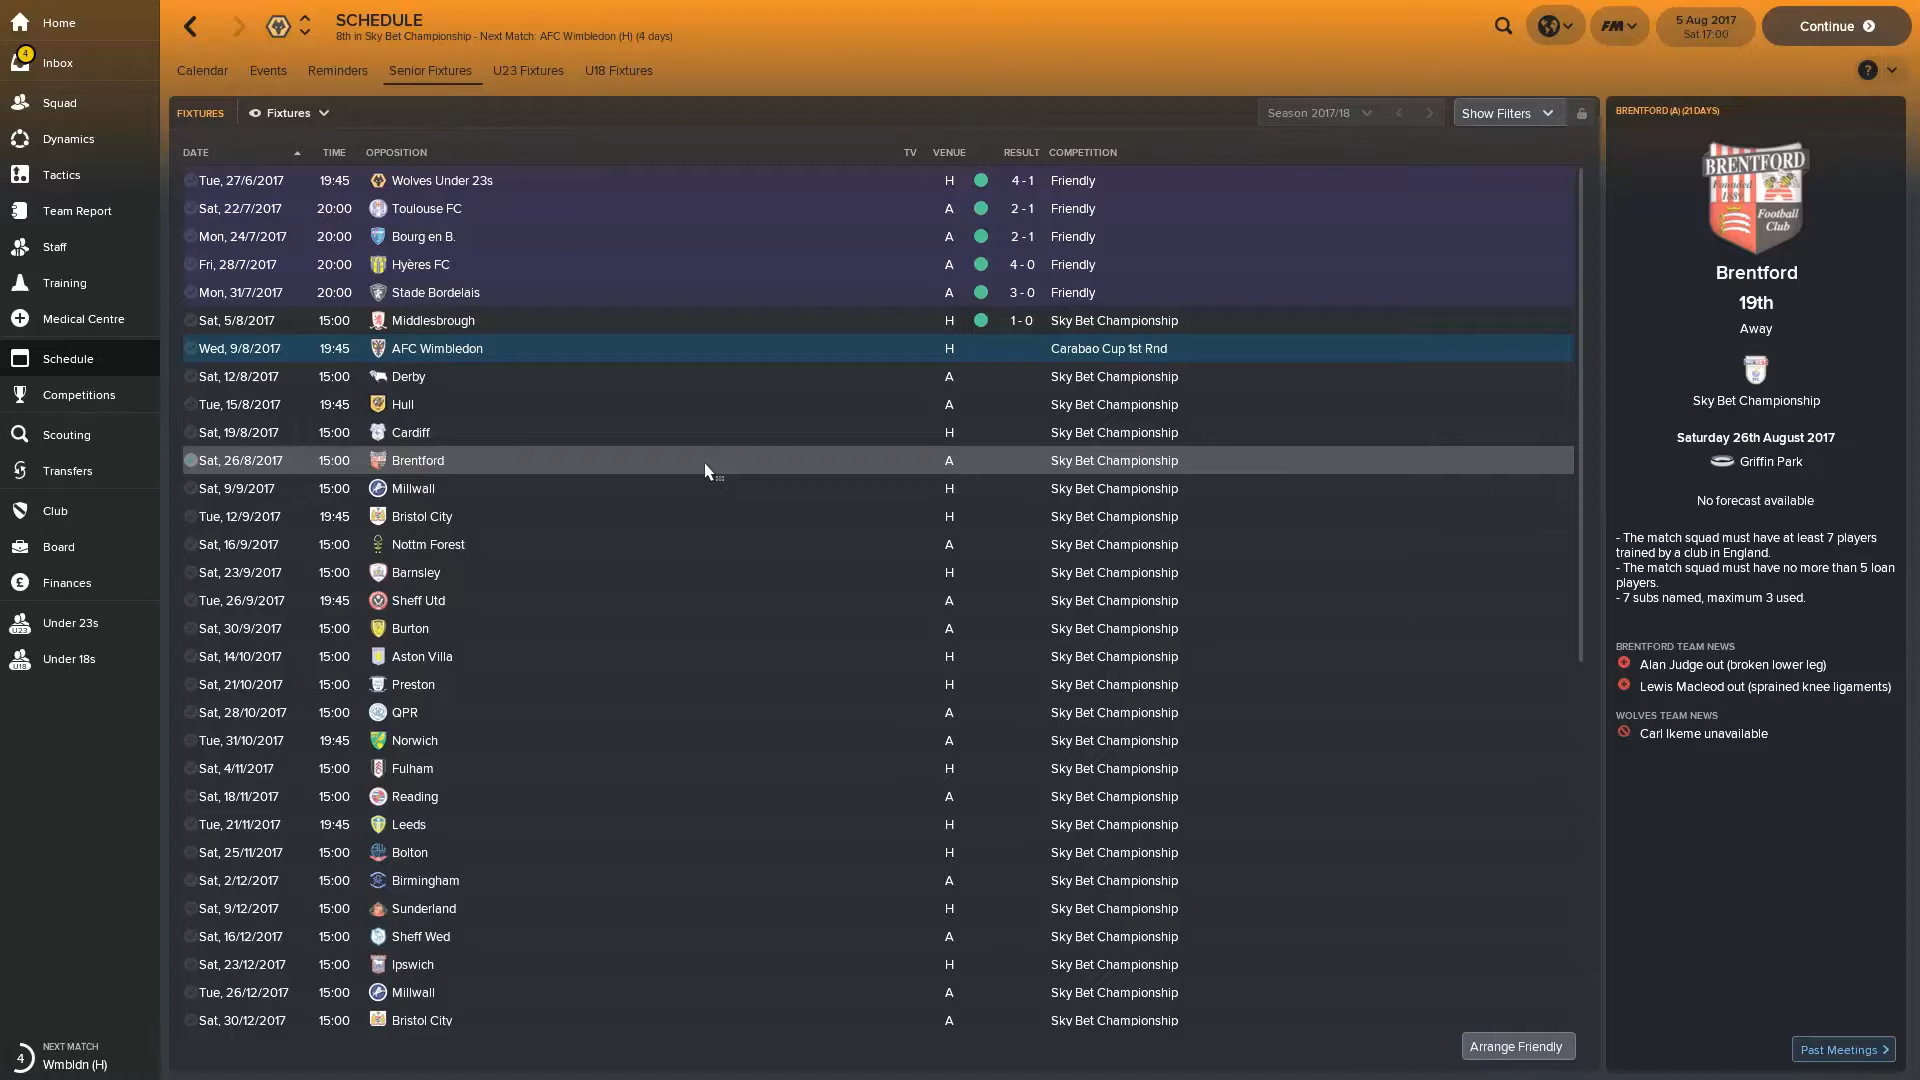 Home
4
Inbox
Squad
Dynamics
Tactics
Team Report
Staff
Training
Medical Centre
Schedule
Competitions
Scouting
Transfers
Club
Board
£ Finances
U23 Under 23s
U18 Under 18s
4
NEXT MATCH
Wmbldn (H)
SCHEDULE
8th in Sky Bet Championship - Next Match: AFC Wimbledon (H) (4 days)
FM
5 Aug 2017
Sat 17:00
Continue
Calendar Events Reminders Senior Fixtures U23 Fixtures U18 Fixtures
?
FIXTURES Fixtures Season 2017/18 Show Filters
DATE TIME OPPOSITION TV VENUE RESULT COMPETITION
Tue, 27/6/2017 19:45 Wolves Under 23s H 4 - 1 Friendly
Sat, 22/7/2017 20:00 Toulouse FC A 2 - 1 Friendly
Mon, 24/7/2017 20:00 Bourg en B. A 2 - 1 Friendly
Fri, 28/7/2017 20:00 Hyères FC A 4 - 0 Friendly
Mon, 31/7/2017 20:00 Stade Bordelais A 3 - 0 Friendly
Sat, 5/8/2017 15:00 Middlesbrough H 1 - 0 Sky Bet Championship
Wed, 9/8/2017 19:45 AFC Wimbledon H Carabao Cup 1st Rnd
Sat, 12/8/2017 15:00 Derby A Sky Bet Championship
Tue, 15/8/2017 19:45 Hull A Sky Bet Championship
Sat, 19/8/2017 15:00 Cardiff H Sky Bet Championship
Sat, 26/8/2017 15:00 Brentford A Sky Bet Championship
Sat, 9/9/2017 15:00 Millwall H Sky Bet Championship
Tue, 12/9/2017 19:45 Bristol City H Sky Bet Championship
Sat, 16/9/2017 15:00 Nottm Forest A Sky Bet Championship
Sat, 23/9/2017 15:00 Barnsley H Sky Bet Championship
Tue, 26/9/2017 19:45 Sheff Utd A Sky Bet Championship
Sat, 30/9/2017 15:00 Burton A Sky Bet Championship
Sat, 14/10/2017 15:00 Aston Villa H Sky Bet Championship
Sat, 21/10/2017 15:00 Preston H Sky Bet Championship
Sat, 28/10/2017 15:00 QPR A Sky Bet Championship
Tue, 31/10/2017 19:45 Norwich A Sky Bet Championship
Sat, 4/11/2017 15:00 Fulham H Sky Bet Championship
Sat, 18/11/2017 15:00 Reading A Sky Bet Championship
Tue, 21/11/2017 19:45 Leeds H Sky Bet Championship
Sat, 25/11/2017 15:00 Bolton H Sky Bet Championship
Sat, 2/12/2017 15:00 Birmingham A Sky Bet Championship
Sat, 9/12/2017 15:00 Sunderland H Sky Bet Championship
Sat, 16/12/2017 15:00 Sheff Wed A Sky Bet Championship
Sat, 23/12/2017 15:00 Ipswich H Sky Bet Championship
Tue, 26/12/2017 15:00 Millwall A Sky Bet Championship
Sat, 30/12/2017 15:00 Bristol City A Sky Bet Championship
Arrange Friendly
BRENTFORD (A) (21 DAYS)
BRENTFORD
Founded
1889
Football
Club
Brentford
19th
Away
Sky Bet Championship
Saturday 26th August 2017
Griffin Park
No forecast available
- The match squad must have at least 7 players
trained by a club in England.
- The match squad must have no more than 5 loan
players.
- 7 subs named, maximum 3 used.
BRENTFORD TEAM NEWS
Alan Judge out (broken lower leg)
Lewis Macleod out (sprained knee ligaments)
WOLVES TEAM NEWS
Carl Ikeme unavailable
Past Meetings